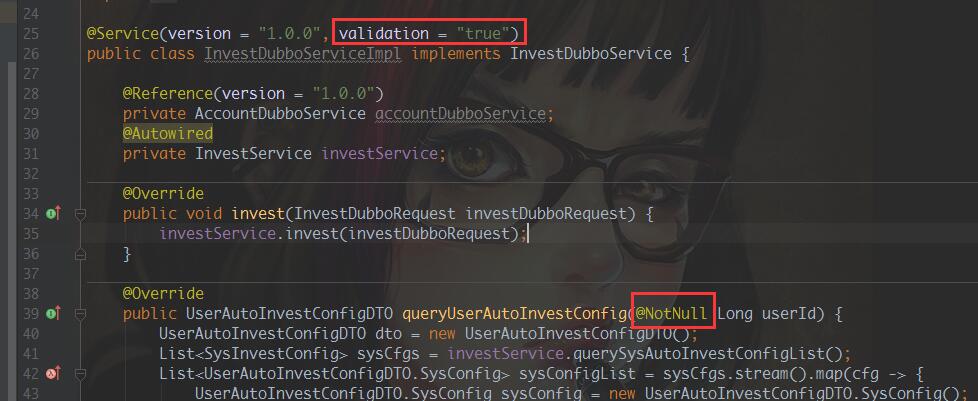 24
25 @Service(version = "1.0.0", validation = "true")
26 public class InvestDubboServiceImpl implements InvestDubboService {
27
28 @Reference(version = "1.0.0")
29 private AccountDubboService accountDubboService;
30 @Autowired
31 private InvestService investService;
32
33 @Override
34 public void invest(InvestDubboRequest investDubboRequest) {
35 investService.invest(investDubboRequest);
36 }
37
38 @Override
39 public UserAutoInvestConfigDTO queryUserAutoInvestConfig(@NotNull Long userId) {
40 UserAutoInvestConfigDTO dto = new UserAutoInvestConfigDTO();
41 List<SysInvestConfig> sysCfgs = investService.querySysAutoInvestConfigList();
42 List<UserAutoInvestConfigDTO.SysConfig> sysConfigList = sysCfgs.stream().map(cfg -> {
43 UserAutoInvestConfigDTO.SysConfig sysConfig = new UserAutoInvestConfigDTO.SysConfig();